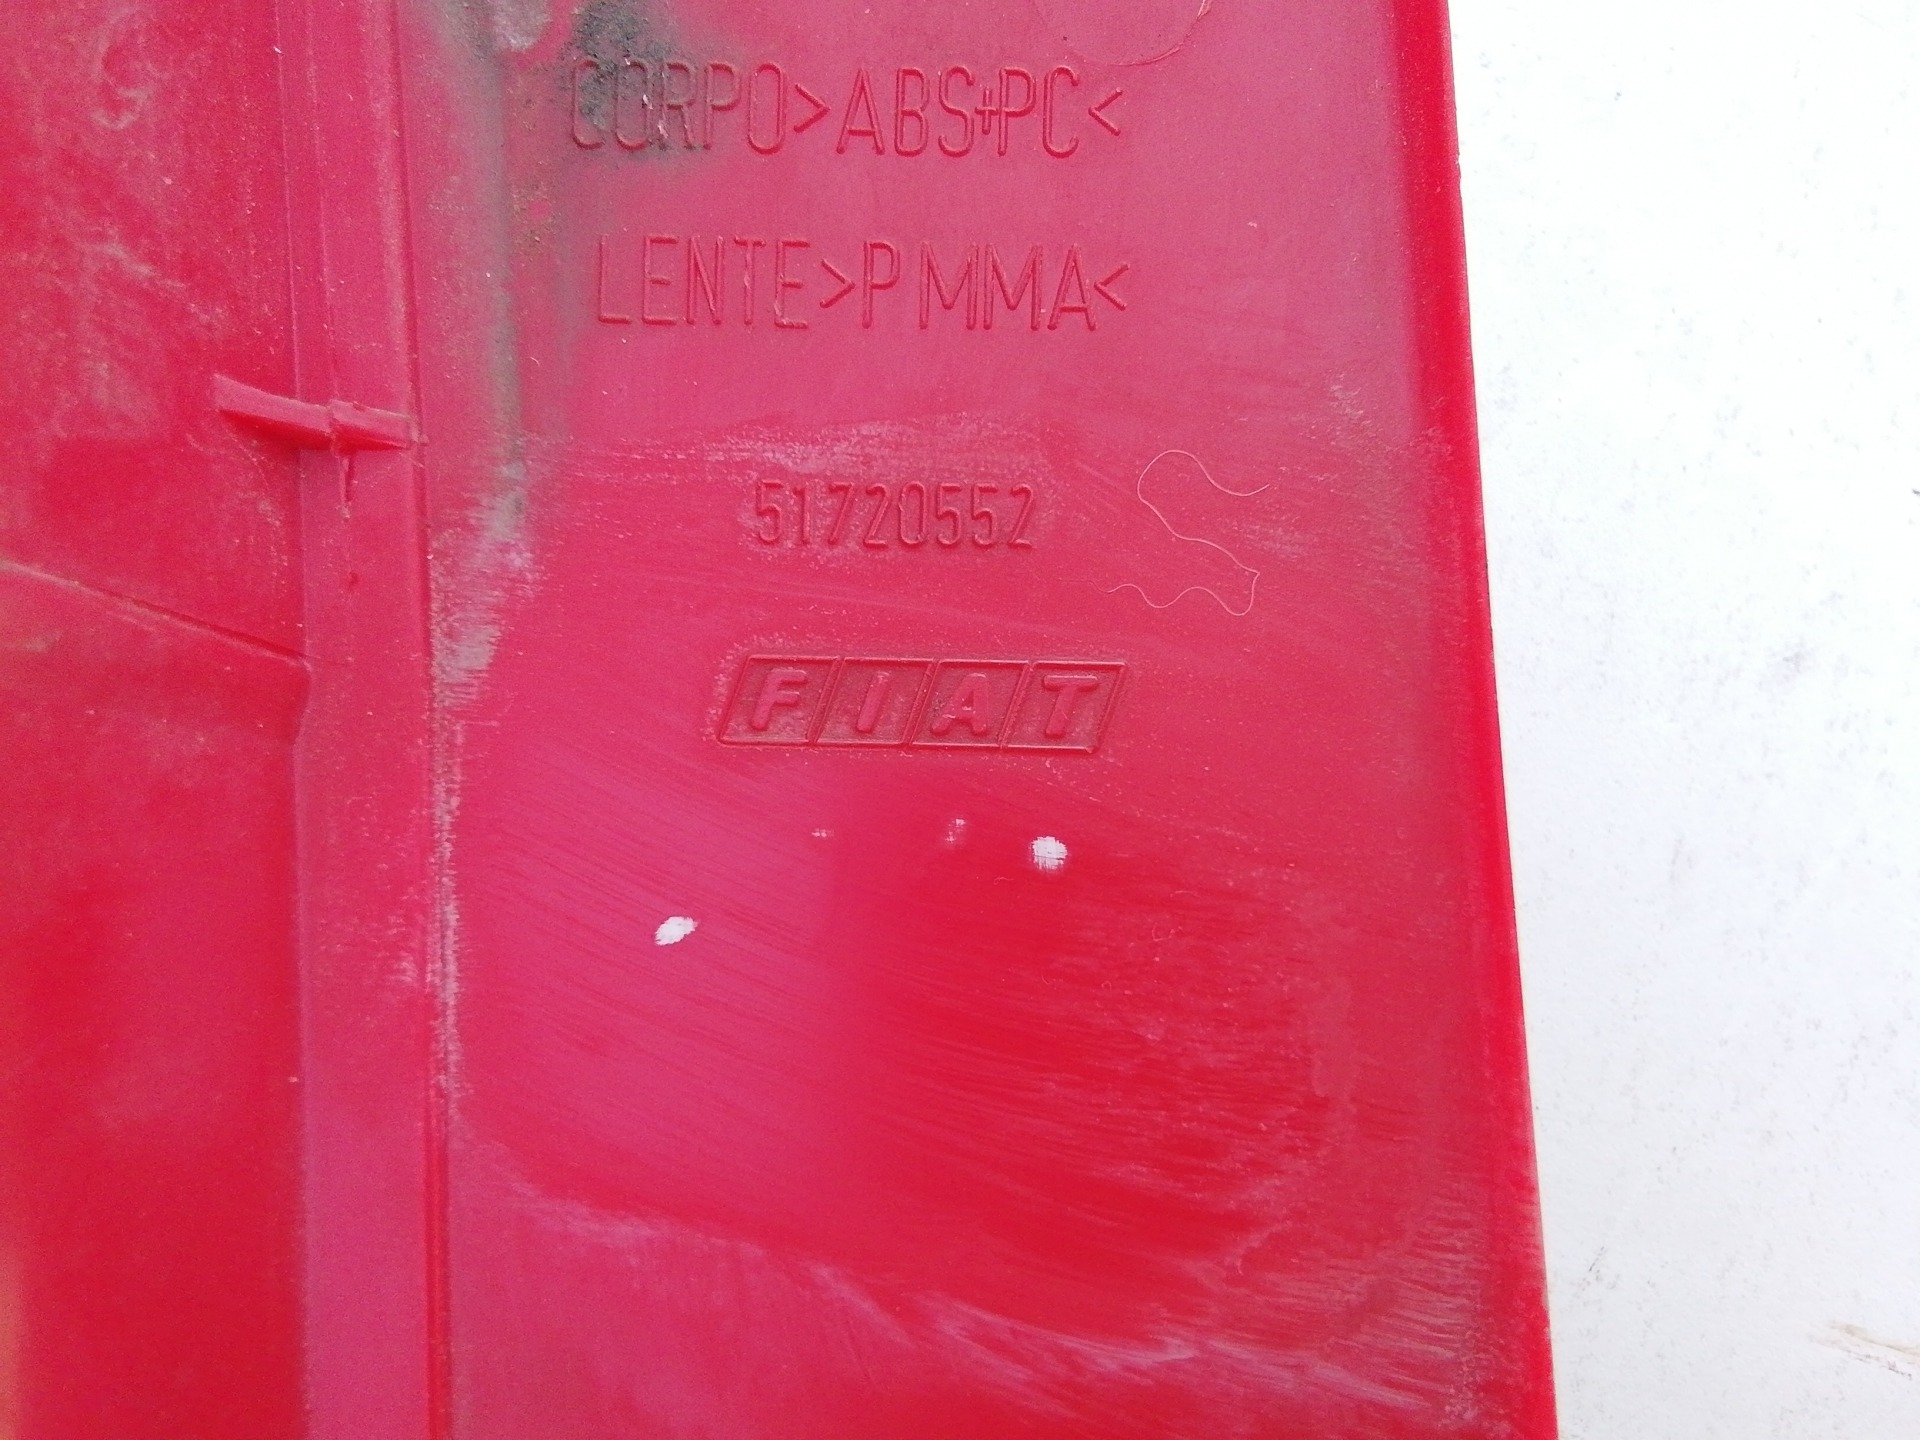 CORPO>ABS+PC<
LENTE>PMMA<
51720552
FIAT